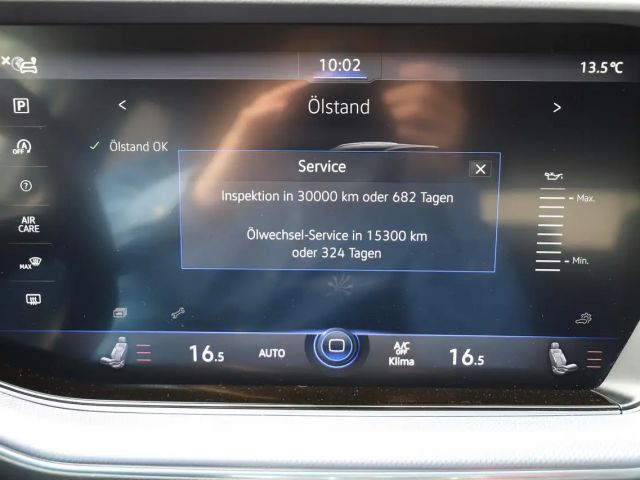 10:02
13.5°C
P
Ölstand
A
OFF
Ölstand OK
Service
Inspektion in 30000 km oder 682 Tagen
Ölwechsel-Service in 15300 km
oder 324 Tagen
?
AIR
CARE
MAX
Max.
Min.
16.5
AUTO
A/C
OFF
Klima
16.5